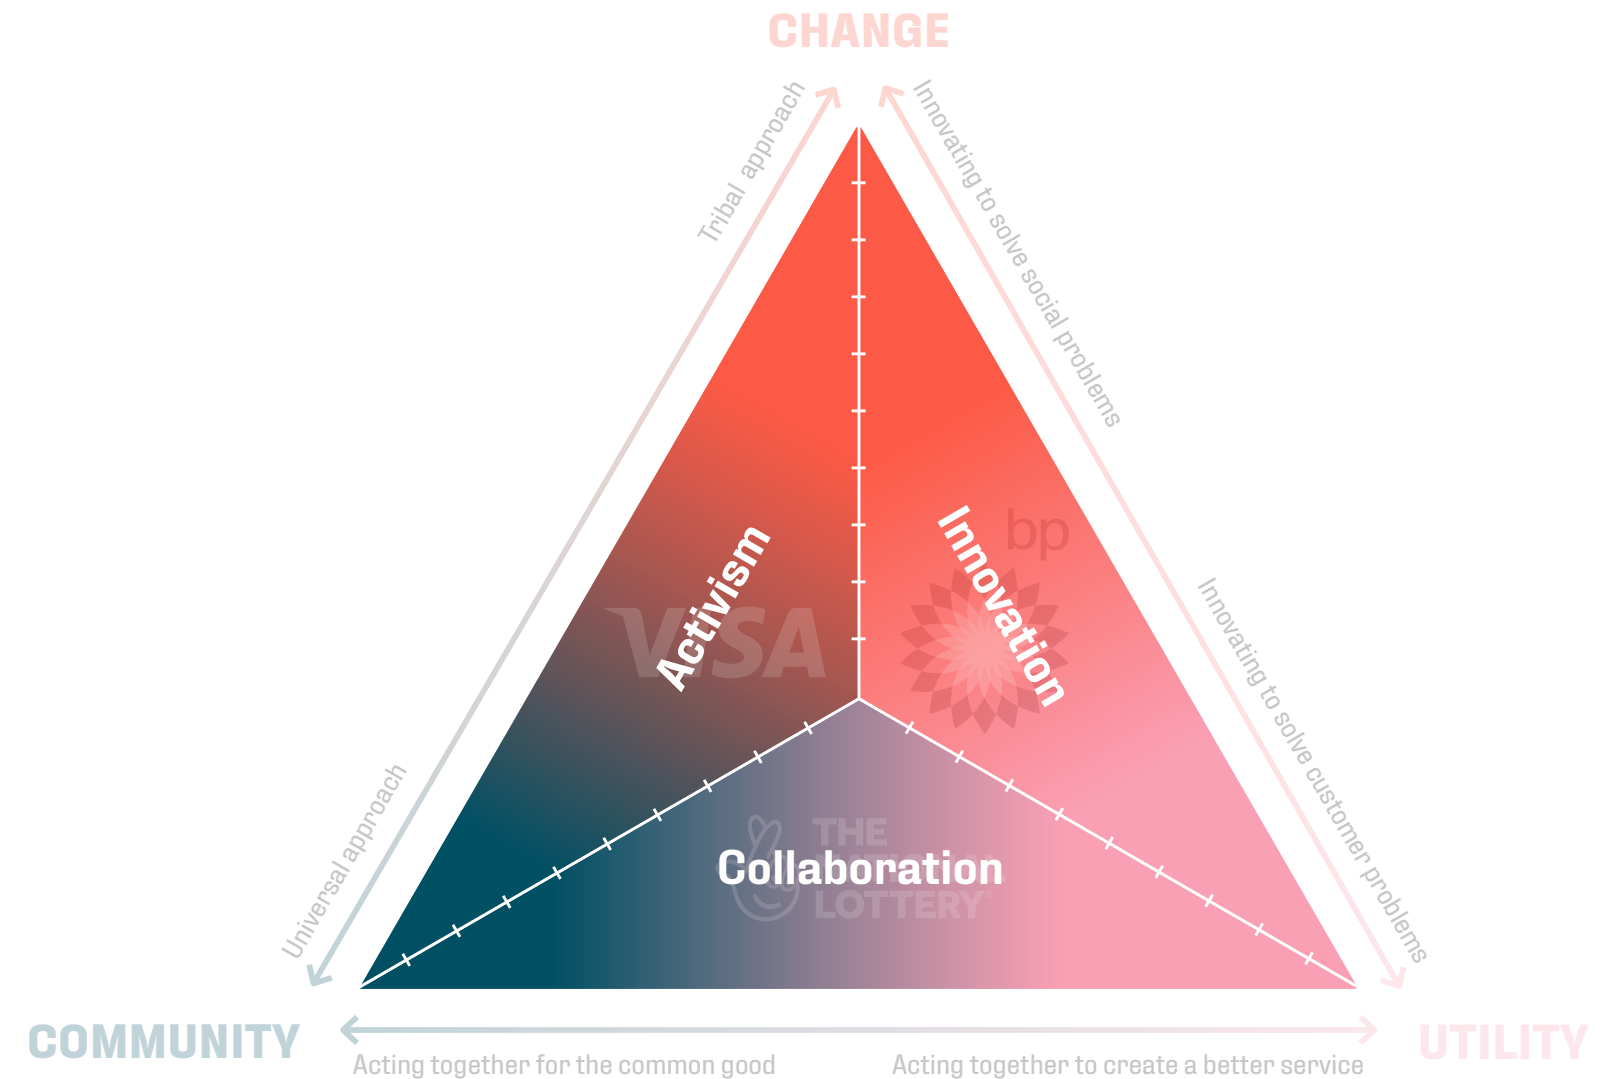 CHANGE
Tribal approach
Innovating to solve social problems
bp
Innovation
Activism
VISA
Innovating to solve customer problems
Universal approach
THE
Collaboration
LOTTERY
COMMUNITY
UTILITY
Acting together for the common good
Acting together to create a better service